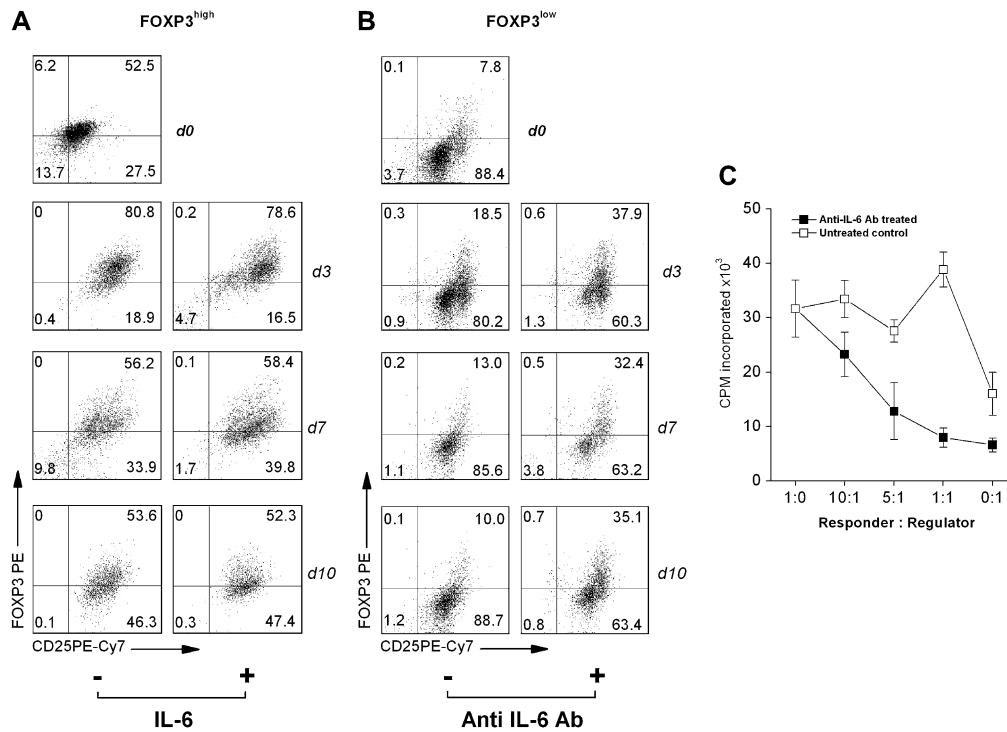 A
FOXP3high
B
FOXP3low
6.2 52.5
13.7 27.5
d0
0.1 7.8
3.7 88.4
d0
0 80.8
0.4 18.9
0.2 78.6
4.7 16.5
d3
0.3 18.5
0.9 80.2
0.6 37.9
1.3 60.3
d3
0 56.2
9.8 33.9
0.1 58.4
1.7 39.8
d7
0.2 13.0
1.1 85.6
0.5 32.4
3.8 63.2
d7
0 53.6
0.1 46.3
0 52.3
0.3 47.4
d10
0.1 10.0
1.2 88.7
0.7 35.1
0.8 63.4
d10
FOXP3 PE
CD25PE-Cy7
- +
IL-6
FOXP3 PE
CD25PE-Cy7
- +
Anti IL-6 Ab
C
Anti-IL-6 Ab treated
Untreated control
CPM incorporated x10³
50
40
30
20
10
0
1:0 10:1 5:1 1:1 0:1
Responder : Regulator